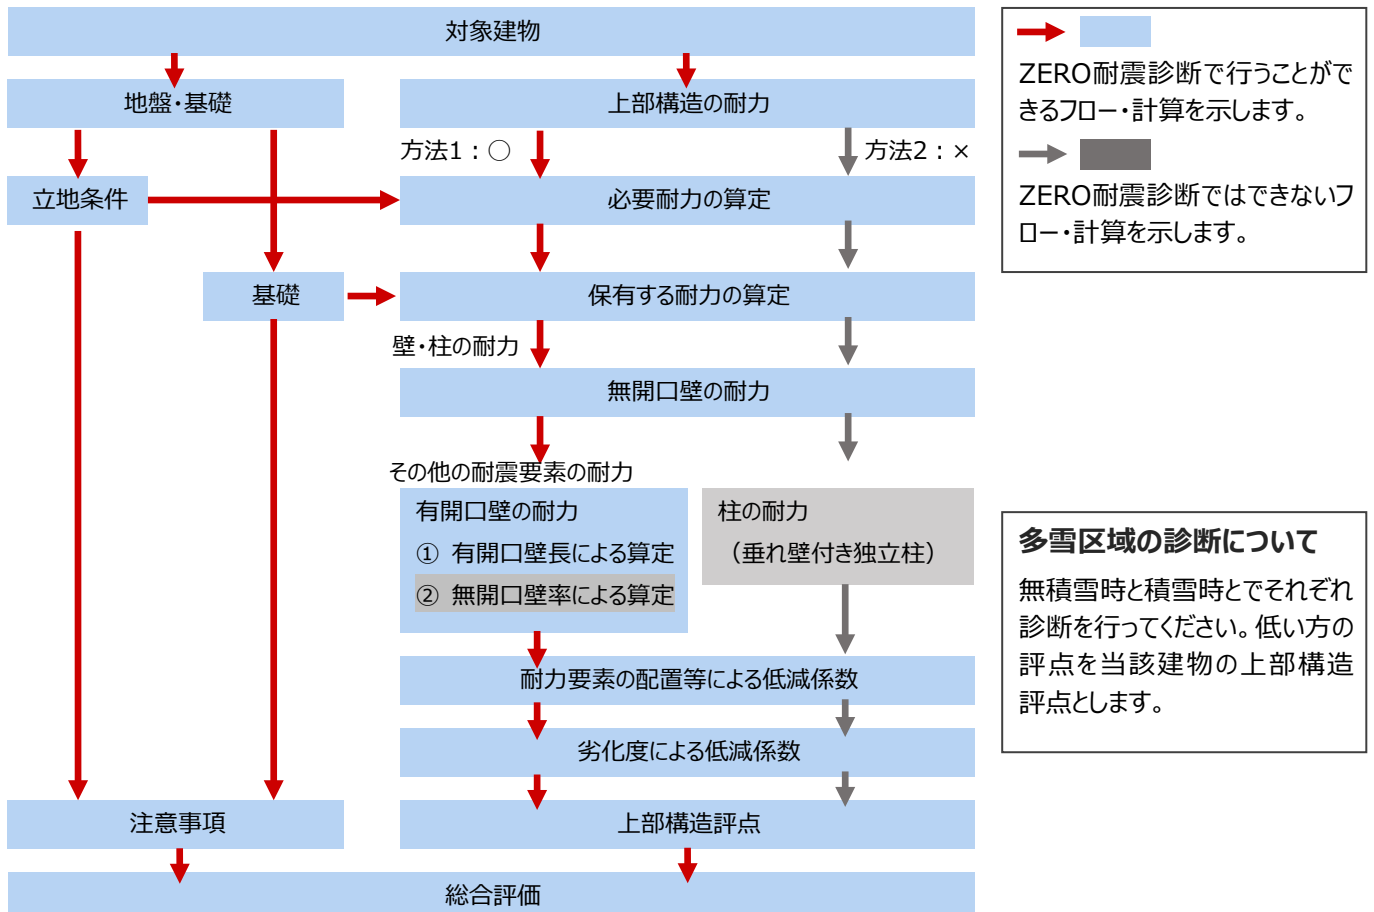 対象建物
地盤・基礎
上部構造の耐力
方法1：○
方法2：×
立地条件
必要耐力の算定
基礎
保有する耐力の算定
壁・柱の耐力
無開口壁の耐力
その他の耐震要素の耐力
有開口壁の耐力
① 有開口壁長による算定
② 無開口壁率による算定
柱の耐力
（垂れ壁付き独立柱）
耐力要素の配置等による低減係数
劣化度による低減係数
注意事項
上部構造評点
総合評価
ZERO耐震診断で行うことがで
きるフロー・計算を示します。
ZERO耐震診断ではできないフ
ロー・計算を示します。
多雪区域の診断について
無積雪時と積雪時とでそれぞれ
診断を行ってください。低い方の
評点を当該建物の上部構造
評点とします。